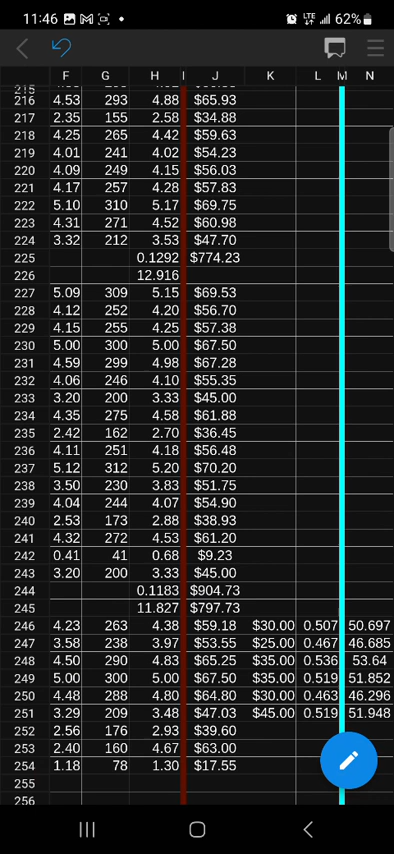 11:46 LTE 62%
F G H I J K L M N
215
216 4.53 293 4.88 $65.93
217 2.35 155 2.58 $34.88
218 4.25 265 4.42 $59.63
219 4.01 241 4.02 $54.23
220 4.09 249 4.15 $56.03
221 4.17 257 4.28 $57.83
222 5.10 310 5.17 $69.75
223 4.31 271 4.52 $60.98
224 3.32 212 3.53 $47.70
225 0.1292 $774.23
226 12.916
227 5.09 309 5.15 $69.53
228 4.12 252 4.20 $56.70
229 4.15 255 4.25 $57.38
230 5.00 300 5.00 $67.50
231 4.59 299 4.98 $67.28
232 4.06 246 4.10 $55.35
233 3.20 200 3.33 $45.00
234 4.35 275 4.58 $61.88
235 2.42 162 2.70 $36.45
236 4.11 251 4.18 $56.48
237 5.12 312 5.20 $70.20
238 3.50 230 3.83 $51.75
239 4.04 244 4.07 $54.90
240 2.53 173 2.88 $38.93
241 4.32 272 4.53 $61.20
242 0.41 41 0.68 $9.23
243 3.20 200 3.33 $45.00
244 0.1183 $904.73
245 11.827 $797.73
246 4.23 263 4.38 $59.18 $30.00 0.507 50.697
247 3.58 238 3.97 $53.55 $25.00 0.467 46.685
248 4.50 290 4.83 $65.25 $35.00 0.536 53.64
249 5.00 300 5.00 $67.50 $35.00 0.519 51.852
250 4.48 288 4.80 $64.80 $30.00 0.463 46.296
251 3.29 209 3.48 $47.03 $45.00 0.519 51.948
252 2.56 176 2.93 $39.60
253 2.40 160 4.67 $63.00
254 1.18 78 1.30 $17.55
255
256